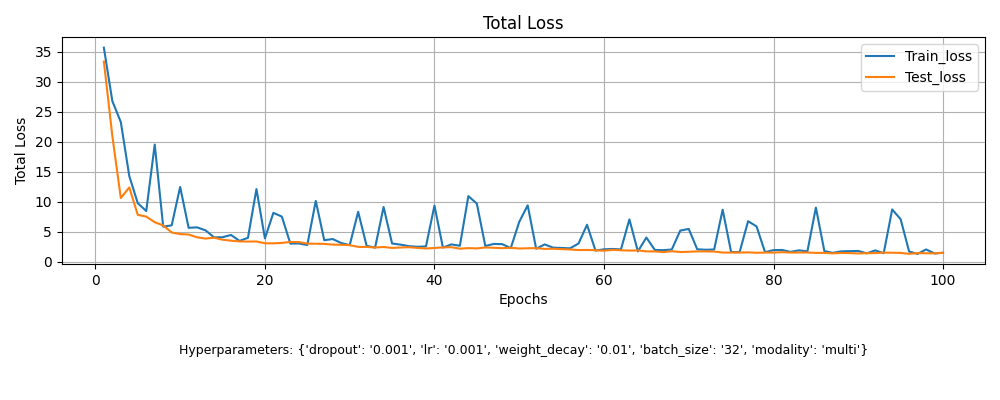 Total Loss
Train_loss
Test_loss
Total Loss
35
30
25
20
15
10
5
0
0 20 40 60 80 100
Epochs
Hyperparameters: {'dropout': '0.001', 'lr': '0.001', 'weight_decay': '0.01', 'batch_size': '32', 'modality': 'multi'}